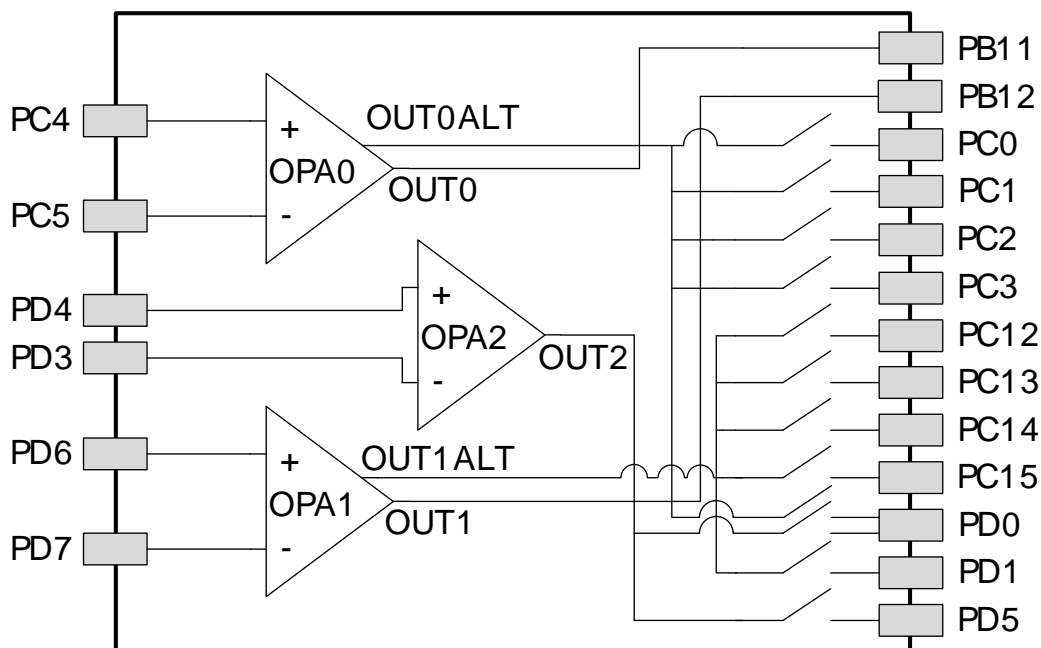 PC4
PC5
PD4
PD3
PD6
PD7
+
OPA0
-
OUT0ALT
OUT0
+
OPA2
-
OUT2
+
OPA1
-
OUT1ALT
OUT1
PB11
PB12
PC0
PC1
PC2
PC3
PC12
PC13
PC14
PC15
PD0
PD1
PD5